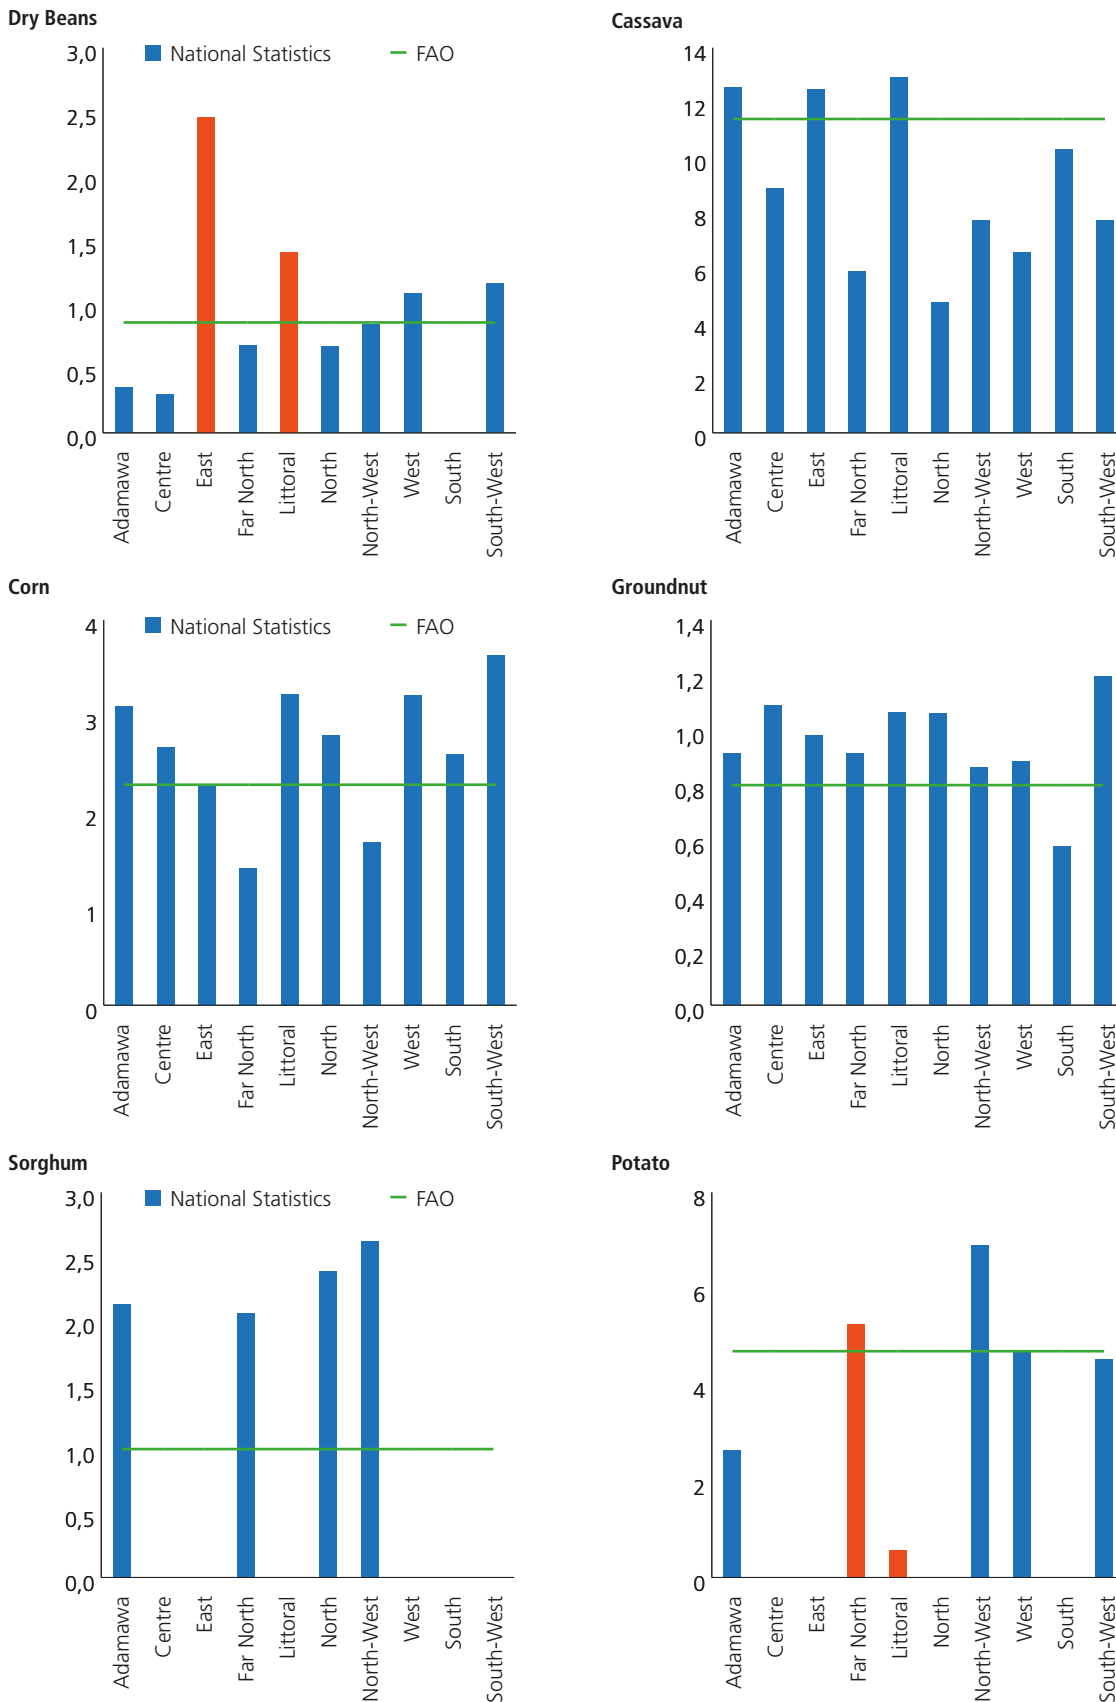 Dry Beans
3,0
2,5
2,0
1,5
1,0
0,5
0,0
National Statistics
FAO
Adamawa
Centre
East
Far North
Littoral
North
North-West
West
South
South-West
Cassava
14
12
10
8
6
4
2
0
Adamawa
Centre
East
Far North
Littoral
North
North-West
West
South
South-West
Corn
4
3
2
1
0
National Statistics
FAO
Adamawa
Centre
East
Far North
Littoral
North
North-West
West
South
South-West
Groundnut
1,4
1,2
1,0
0,8
0,6
0,4
0,2
0,0
Adamawa
Centre
East
Far North
Littoral
North
North-West
West
South
South-West
Sorghum
3,0
2,5
2,0
1,5
1,0
0,5
0,0
National Statistics
FAO
Adamawa
Centre
East
Far North
Littoral
North
North-West
West
South
South-West
Potato
8
6
4
2
0
Adamawa
Centre
East
Far North
Littoral
North
North-West
West
South
South-West